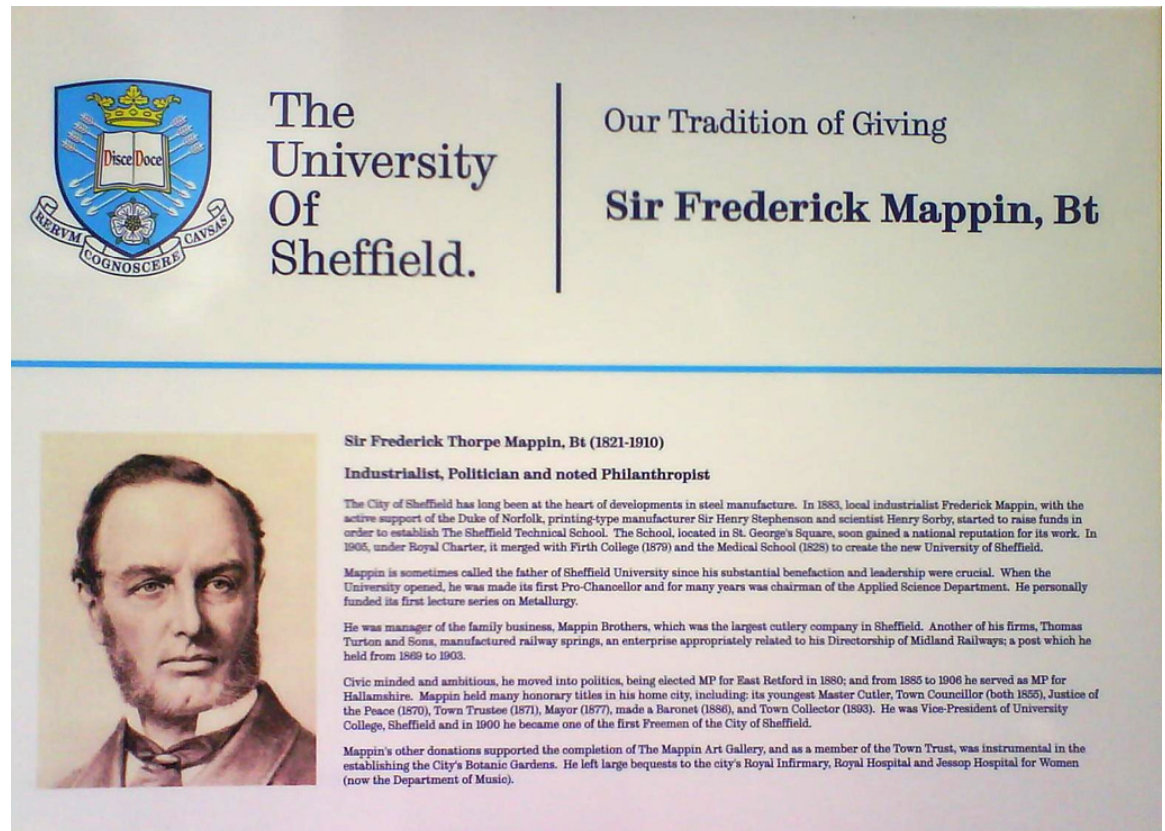 Disce Doce
RERVM
COGNOSCERE
CAVSAS
The
University
Of
Sheffield.
Our Tradition of Giving
Sir Frederick Mappin, Bt
Sir Frederick Thorpe Mappin, Bt (1821-1910)
Industrialist, Politician and noted Philanthropist
The City of Sheffield has long been at the heart of developments in steel manufacture. In 1883, local industrialist Frederick Mappin, with the
active support of the Duke of Norfolk, printing-type manufacturer Sir Henry Stephenson and scientist Henry Sorby, started to raise funds in
order to establish The Sheffield Technical School. The School, located in St. George's Square, soon gained a national reputation for its work. In
1905, under Royal Charter, it merged with Firth College (1879) and the Medical School (1828) to create the new University of Sheffield.
Mappin is sometimes called the father of Sheffield University since his substantial benefaction and leadership were crucial. When the
University opened, he was made its first Pro-Chancellor and for many years was chairman of the Applied Science Department. He personally
funded its first lecture series on Metallurgy.
He was manager of the family business, Mappin Brothers, which was the largest cutlery company in Sheffield. Another of his firms, Thomas
Turton and Sons, manufactured railway springs, an enterprise appropriately related to his Directorship of Midland Railways; a post which he
held from 1869 to 1903.
Civic minded and ambitious, he moved into politics, being elected MP for East Retford in 1880; and from 1885 to 1906 he served as MP for
Hallamshire. Mappin held many honorary titles in his home city, including: its youngest Master Cutler, Town Councillor (both 1855), Justice of
the Peace (1870), Town Trustee (1871), Mayor (1877), made a Baronet (1886), and Town Collector (1893). He was Vice-President of University
College, Sheffield and in 1900 he became one of the first Freemen of the City of Sheffield.
Mappin's other donations supported the completion of The Mappin Art Gallery, and as a member of the Town Trust, was instrumental in the
establishing the City's Botanic Gardens. He left large bequests to the city's Royal Infirmary, Royal Hospital and Jessop Hospital for Women
(now the Department of Music).